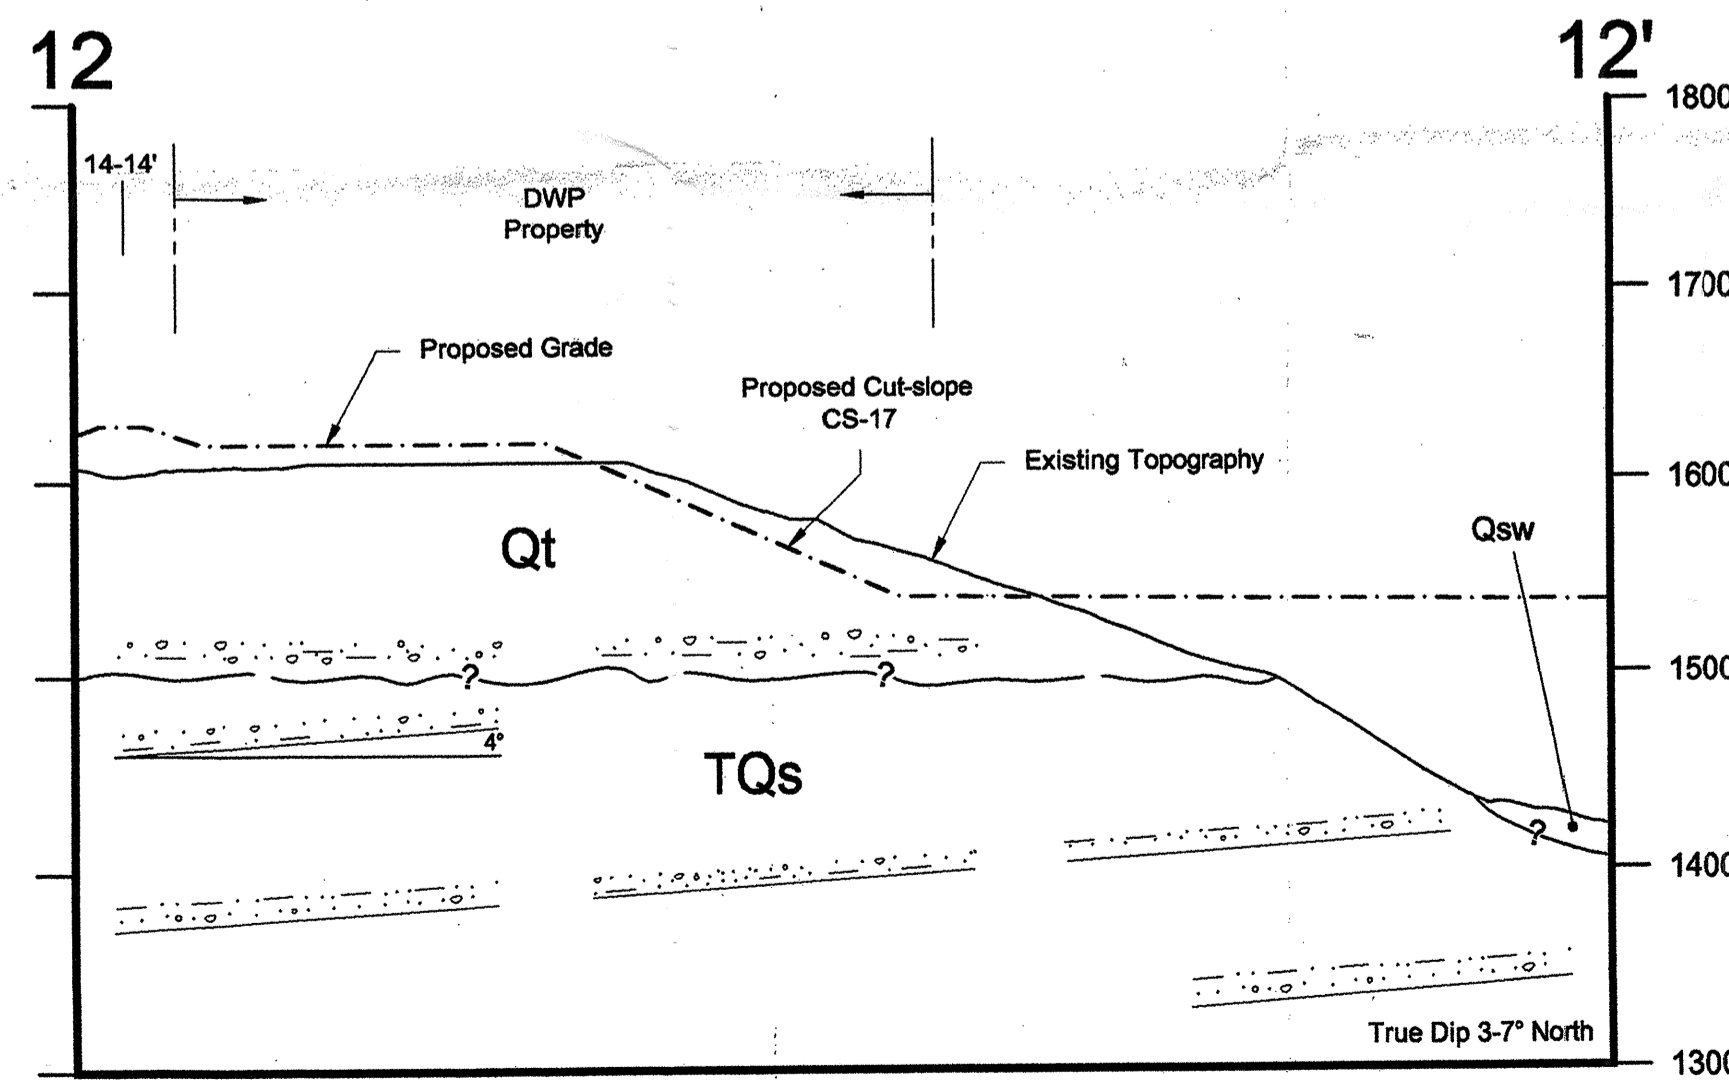 12
12'
1800
14-14'
DWP
Property
1700
Proposed Grade
Proposed Cut-slope
CS-17
Existing Topography
1600
Qsw
Qt
?
?
1500
4°
TQs
?
1400
True Dip 3-7° North
1300